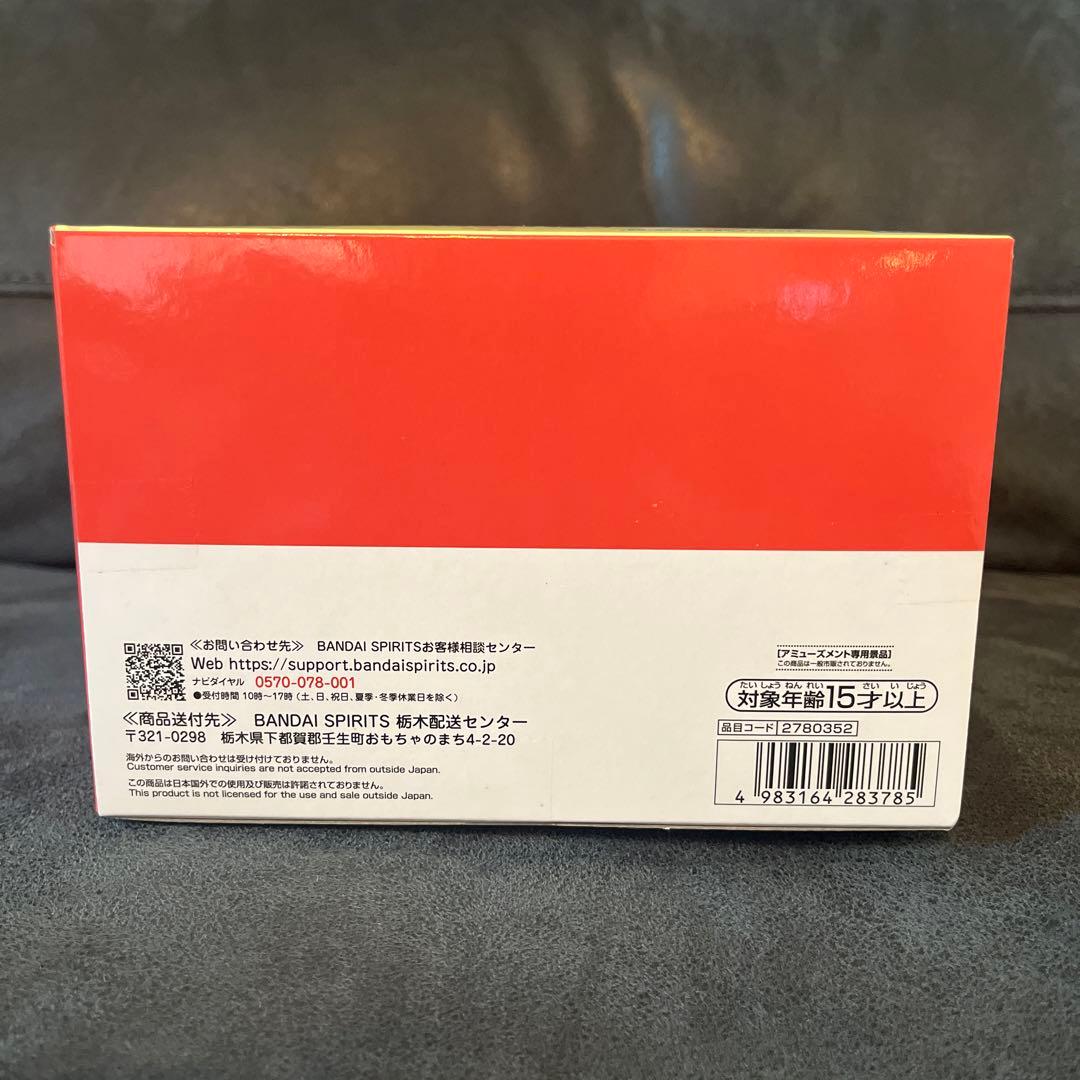 ≪お問い合わせ先≫ BANDAI SPIRITSお客様相談センター
Web https://support.bandaispirits.co.jp
ナビダイヤル 0570-078-001
●受付時間 10時～17時(土、日、祝日、夏季・冬季休業日を除く)
≪商品送付先≫ BANDAI SPIRITS 栃木配送センター
〒321-0298 栃木県下都賀郡壬生町おもちゃのまち4-2-20
海外からのお問い合わせは受け付けておりません。
Customer service inquiries are not accepted from outside Japan.
この商品は日本国外での使用及び販売は許諾されておりません。
This product is not licensed for the use and sale outside Japan.
[アミューズメント専用景品]
この商品は一般市販されておりません。
たいしょうねんれい さいいじょう
対象年齢15才以上
品目コード 2780352
4 983164 283785